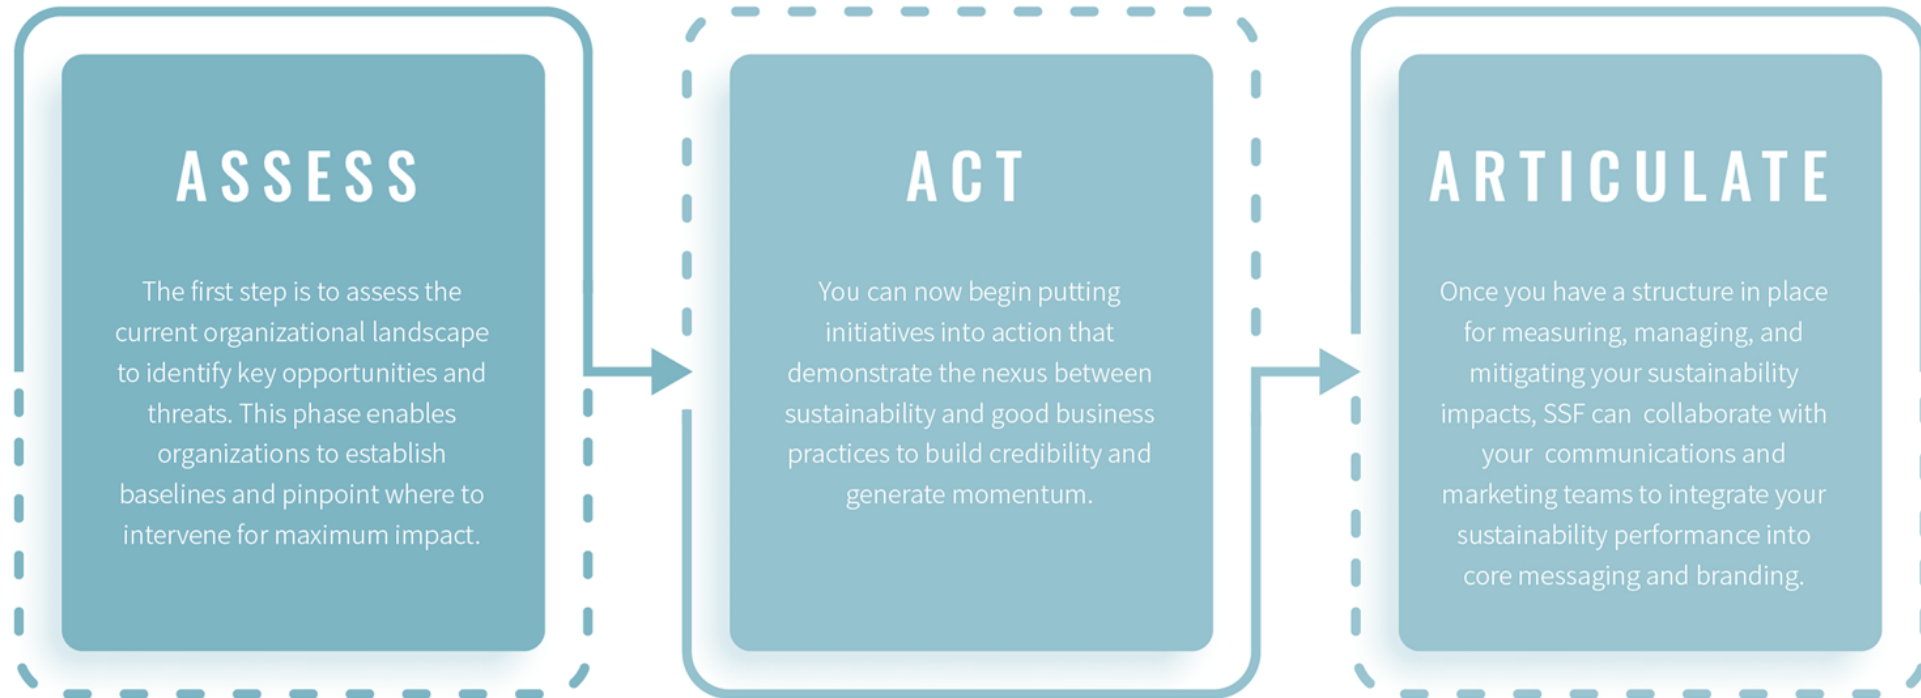 ASSESS
The first step is to assess the
current organizational landscape
to identify key opportunities and
threats. This phase enables
organizations to establish
baselines and pinpoint where to
intervene for maximum impact.
ACT
You can now begin putting
initiatives into action that
demonstrate the nexus between
sustainability and good business
practices to build credibility and
generate momentum.
ARTICULATE
Once you have a structure in place
for measuring, managing, and
mitigating your sustainability
impacts, SSF can  collaborate with
your  communications and
marketing teams to integrate your
sustainability performance into
core messaging and branding.